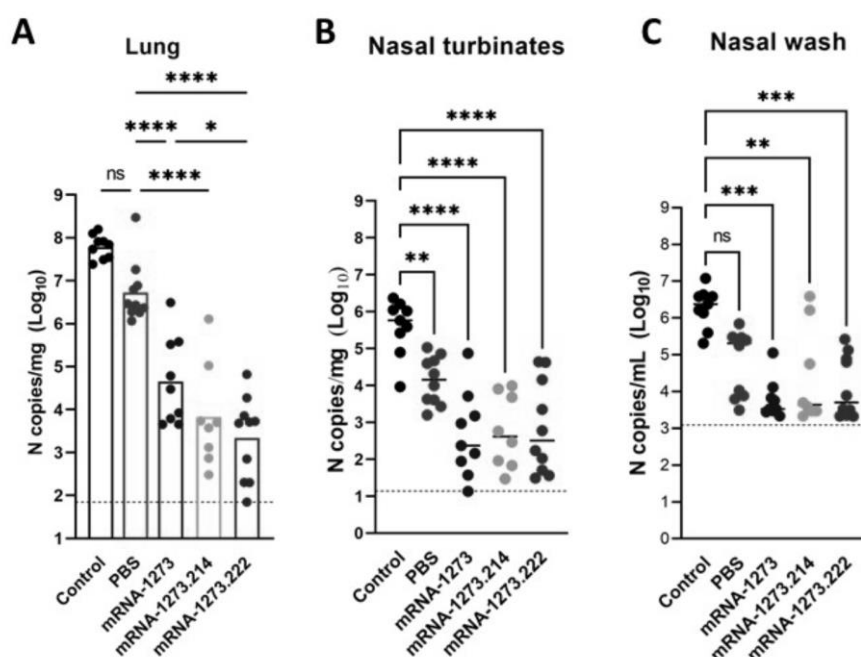 A
Lung
****
****
*
ns
****
N copies/mg (Log10)
9
8
7
6
5
4
3
2
1
Control
PBS
mRNA-1273
mRNA-1273.214
mRNA-1273.222
B
Nasal turbinates
****
****
****
**
N copies/mg (Log10)
9
8
7
6
5
4
3
2
1
0
Control
PBS
mRNA-1273
mRNA-1273.214
mRNA-1273.222
C
Nasal wash
***
**
***
ns
N copies/mL (Log10)
9
8
7
6
5
4
3
2
1
0
Control
PBS
mRNA-1273
mRNA-1273.214
mRNA-1273.222